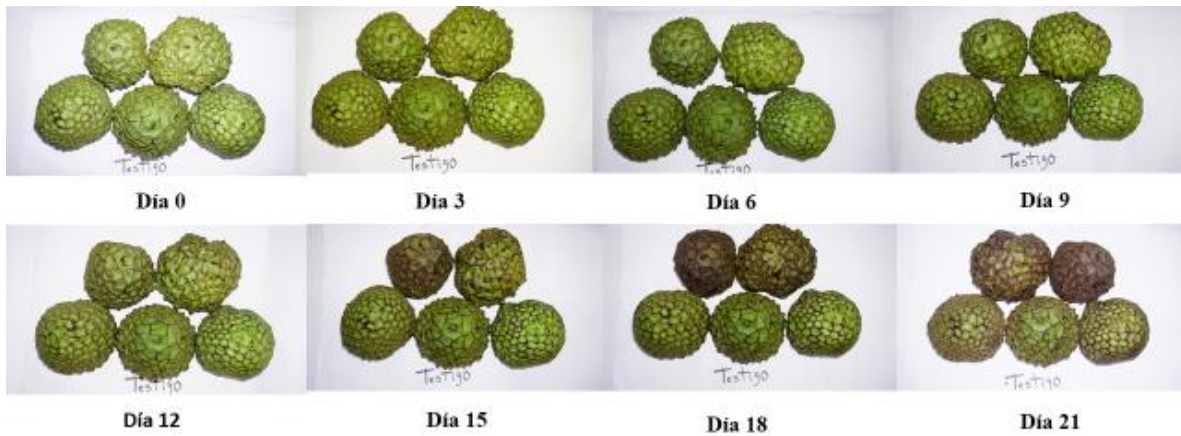 Testigo
Testigo
Testigo
Testigo
Día 0
Día 3
Día 6
Día 9
Testigo
Testigo
Testigo
Testigo
Día 12
Día 15
Día 18
Día 21